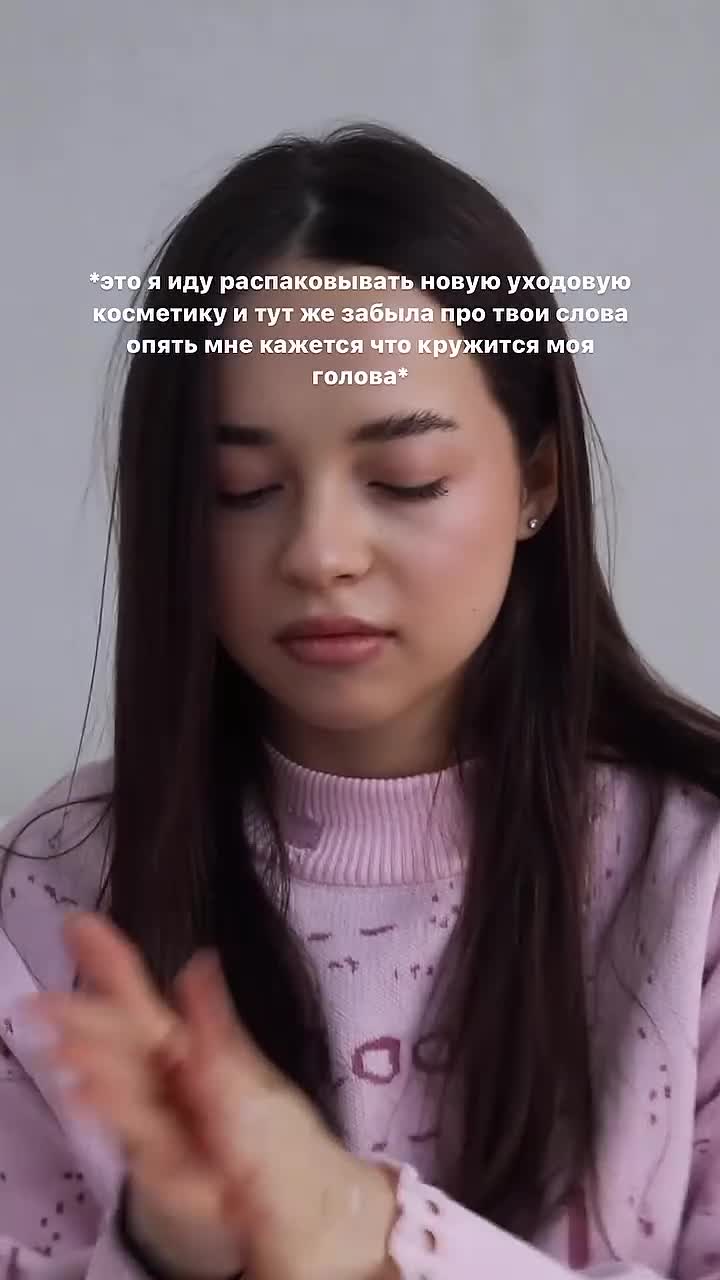 *это я иду распаковывать новую уходовую
косметику и тут же забыла про твои слова
опять мне кажется что кружится моя
голова*